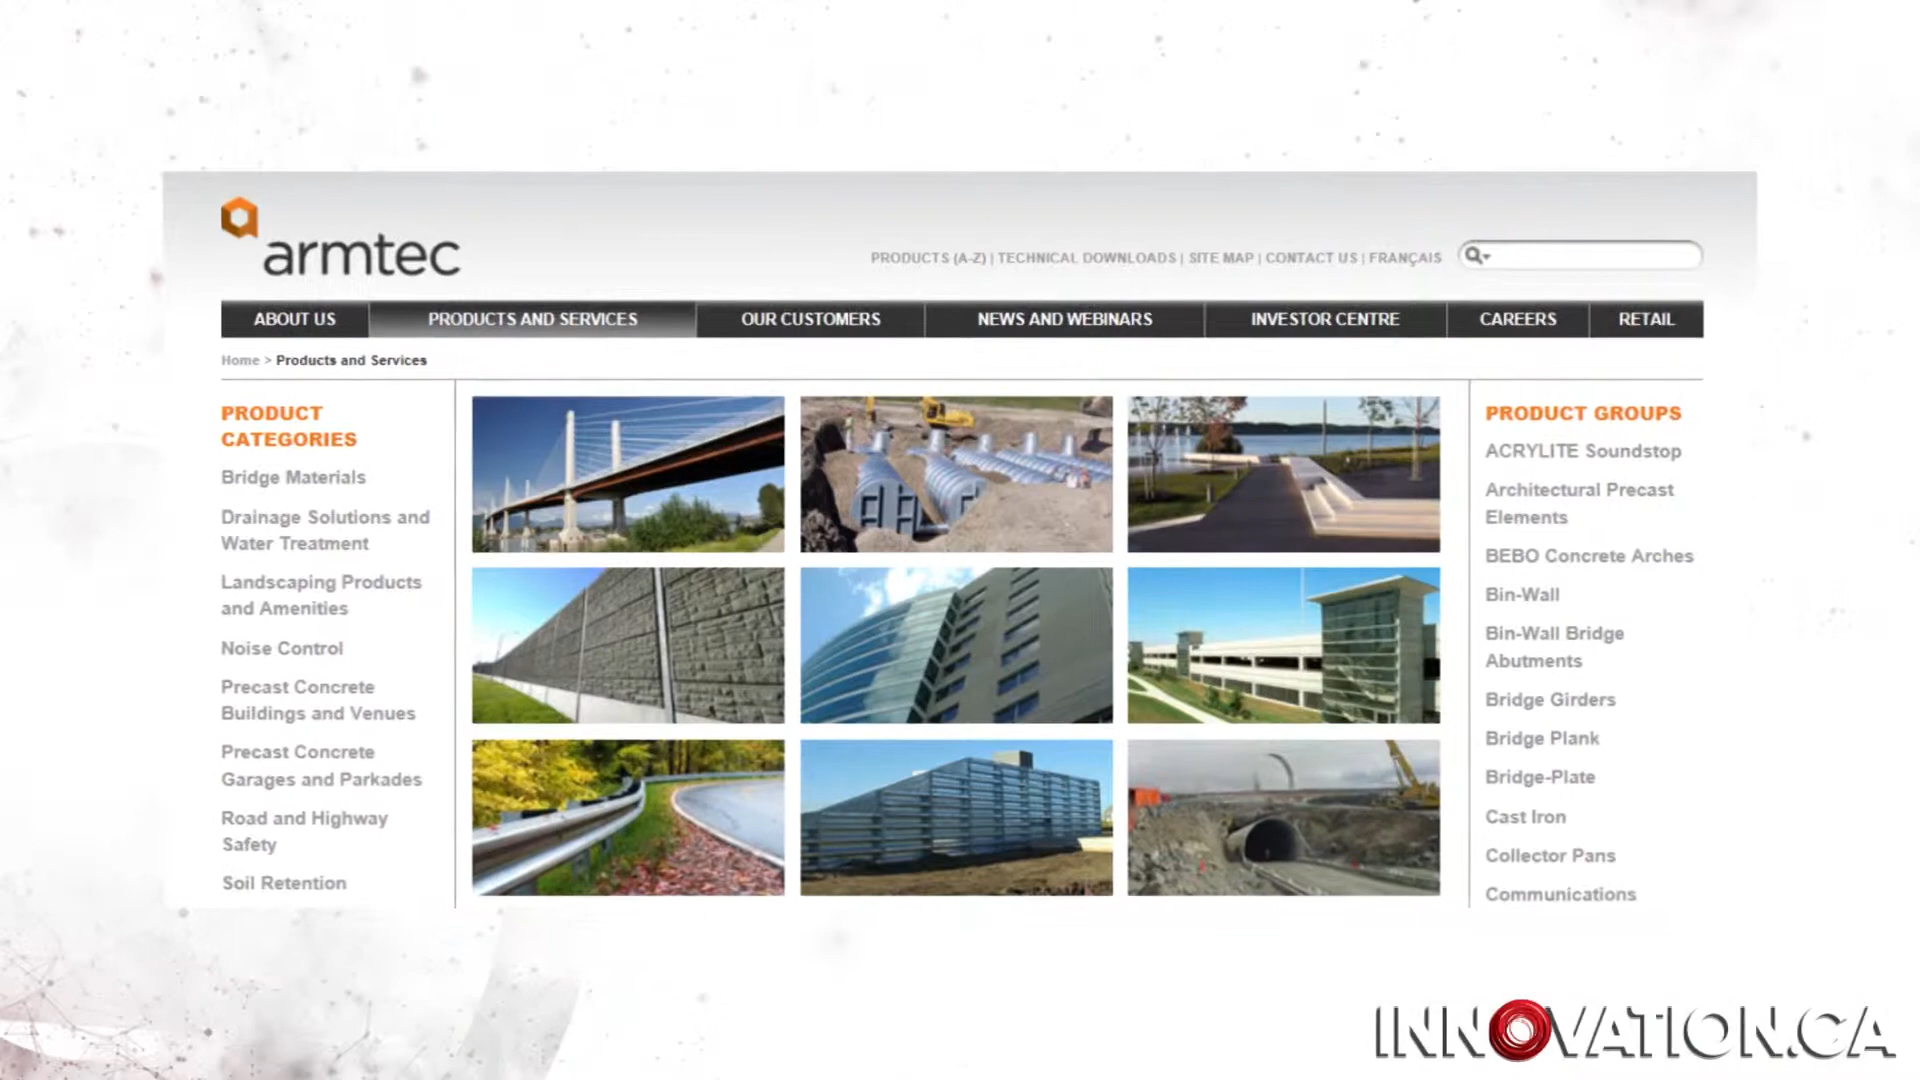 armtec
PRODUCTS (A-Z) | TECHNICAL DOWNLOADS | SITE MAP | CONTACT US | FRANÇAIS
ABOUT US
PRODUCTS AND SERVICES
OUR CUSTOMERS
NEWS AND WEBINARS
INVESTOR CENTRE
CAREERS
RETAIL
Home > Products and Services
PRODUCT
CATEGORIES
Bridge Materials
Drainage Solutions and
Water Treatment
Landscaping Products
and Amenities
Noise Control
Precast Concrete
Buildings and Venues
Precast Concrete
Garages and Parkades
Road and Highway
Safety
Soil Retention
PRODUCT GROUPS
ACRYLITE Soundstop
Architectural Precast
Elements
BEBO Concrete Arches
Bin-Wall
Bin-Wall Bridge
Abutments
Bridge Girders
Bridge Plank
Bridge-Plate
Cast Iron
Collector Pans
Communications
INNOVATION.CA